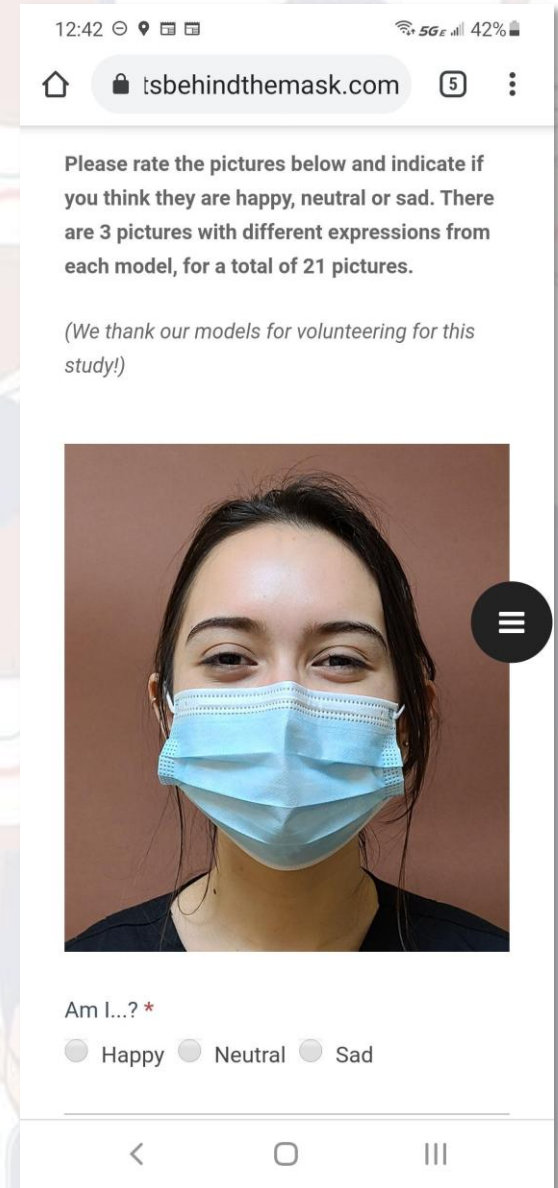 12:42
5GE 42%
tsbehindthemask.com 5
Please rate the pictures below and indicate if
you think they are happy, neutral or sad. There
are 3 pictures with different expressions from
each model, for a total of 21 pictures.
(We thank our models for volunteering for this
study!)
Am I...? *
Happy Neutral Sad